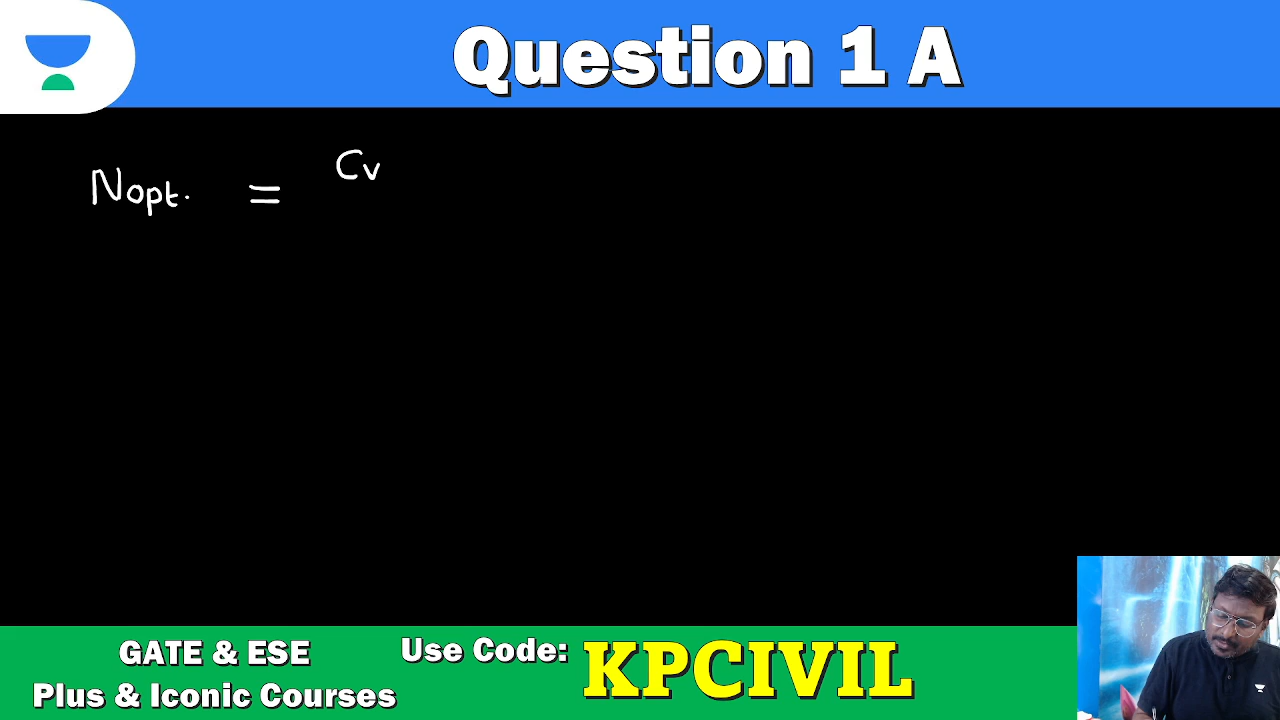 Question 1 A
Nopt. = Cv
GATE & ESE
Plus & Iconic Courses
Use Code: KPCIVIL